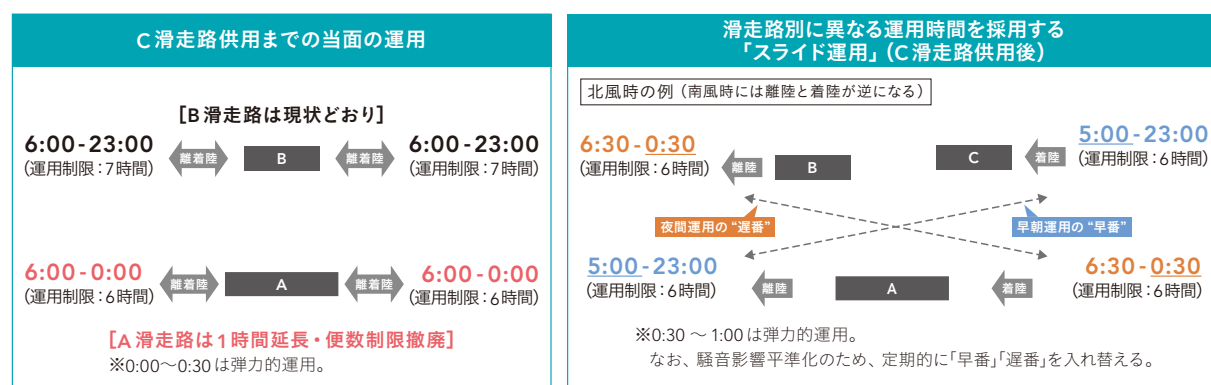 C滑走路供用までの当面の運用
[B滑走路は現状どおり]
6:00-23:00
(運用制限:7時間)
離着陸
B
離着陸
6:00-23:00
(運用制限:7時間)
6:00-0:00
(運用制限:6時間)
離着陸
A
離着陸
6:00-0:00
(運用制限:6時間)
[A滑走路は1時間延長・便数制限撤廃]
※0:00～0:30は弾力的運用。
滑走路別に異なる運用時間を採用する
「スライド運用」(C滑走路供用後)
北風時の例(南風時には離陸と着陸が逆になる)
6:30-0:30
(運用制限:6時間)
離陸
B
C
着陸
5:00-23:00
(運用制限:6時間)
夜間運用の“遅番”
早朝運用の“早番”
5:00-23:00
(運用制限:6時間)
離陸
A
着陸
6:30-0:30
(運用制限:6時間)
※0:30 ～ 1:00は弾力的運用。
なお、騒音影響平準化のため、定期的に「早番」「遅番」を入れ替える。